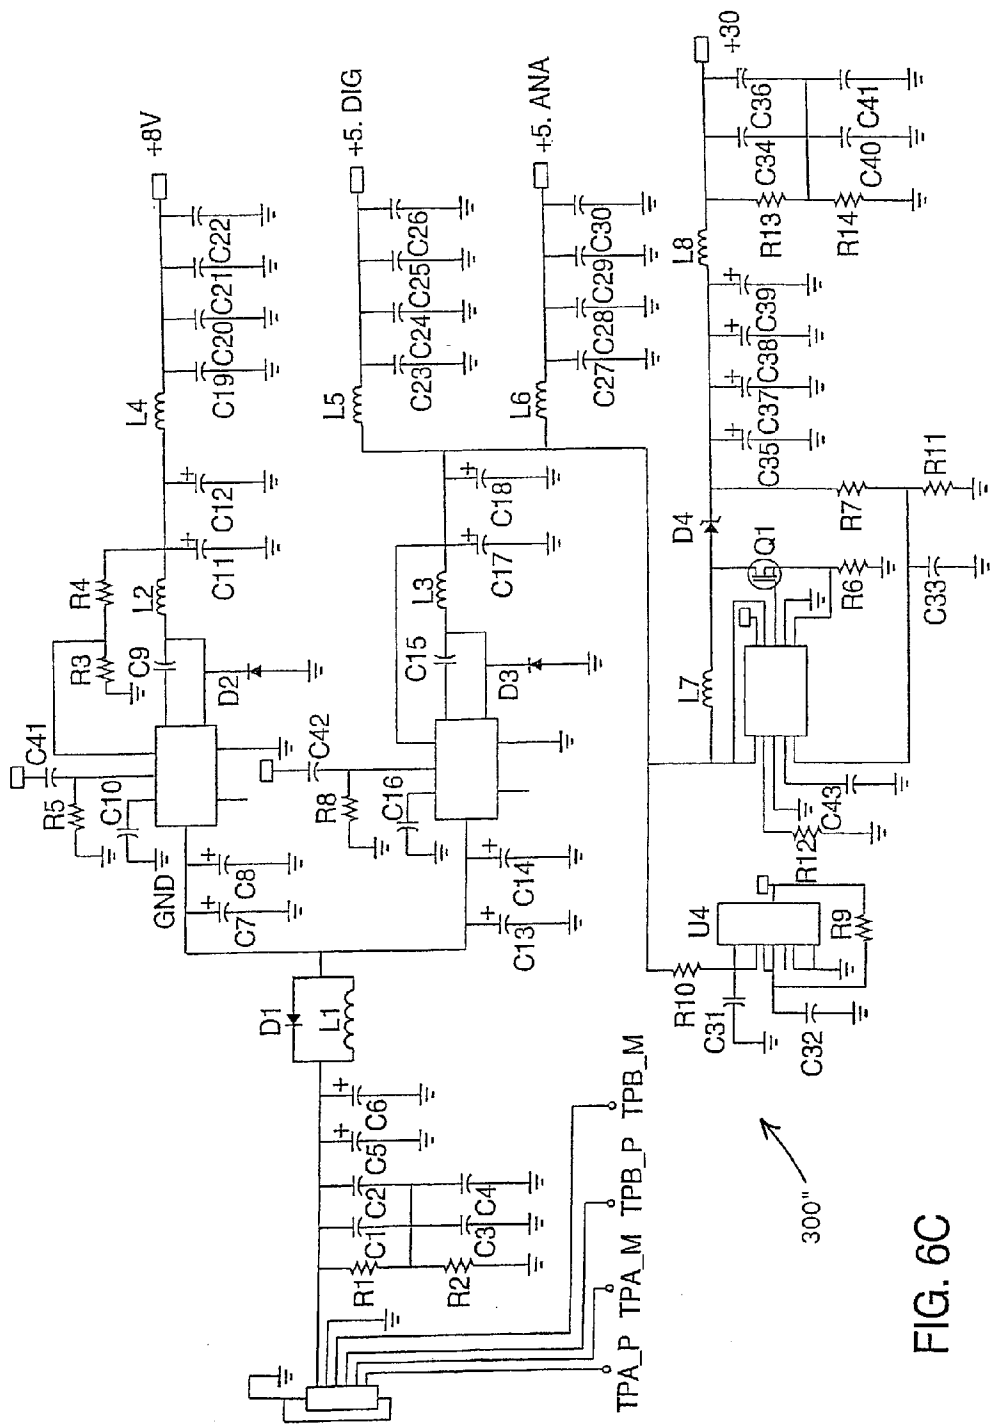 +8V
L4
C19
C20
C21
C22
+5. DIG
L5
C23
C24
C25
C26
+5. ANA
L6
C27
C28
C29
C30
+30
L8
C36
C34
R13
C41
C40
R14
C35
C37
C38
C39
R4
R3
L2
C9
D2
C11
C12
C41
R5
C10
GND
C7
C8
L3
C15
D3
C17
C18
C42
R8
C16
C13
C14
D4
Q1
L7
R7
R11
R6
C33
C43
R12
U4
R9
R10
C31
C32
D1
L1
C5
C6
C1
C2
C3
C4
R1
R2
TPA_P
TPA_M
TPB_P
TPB_M
300"
FIG. 6C